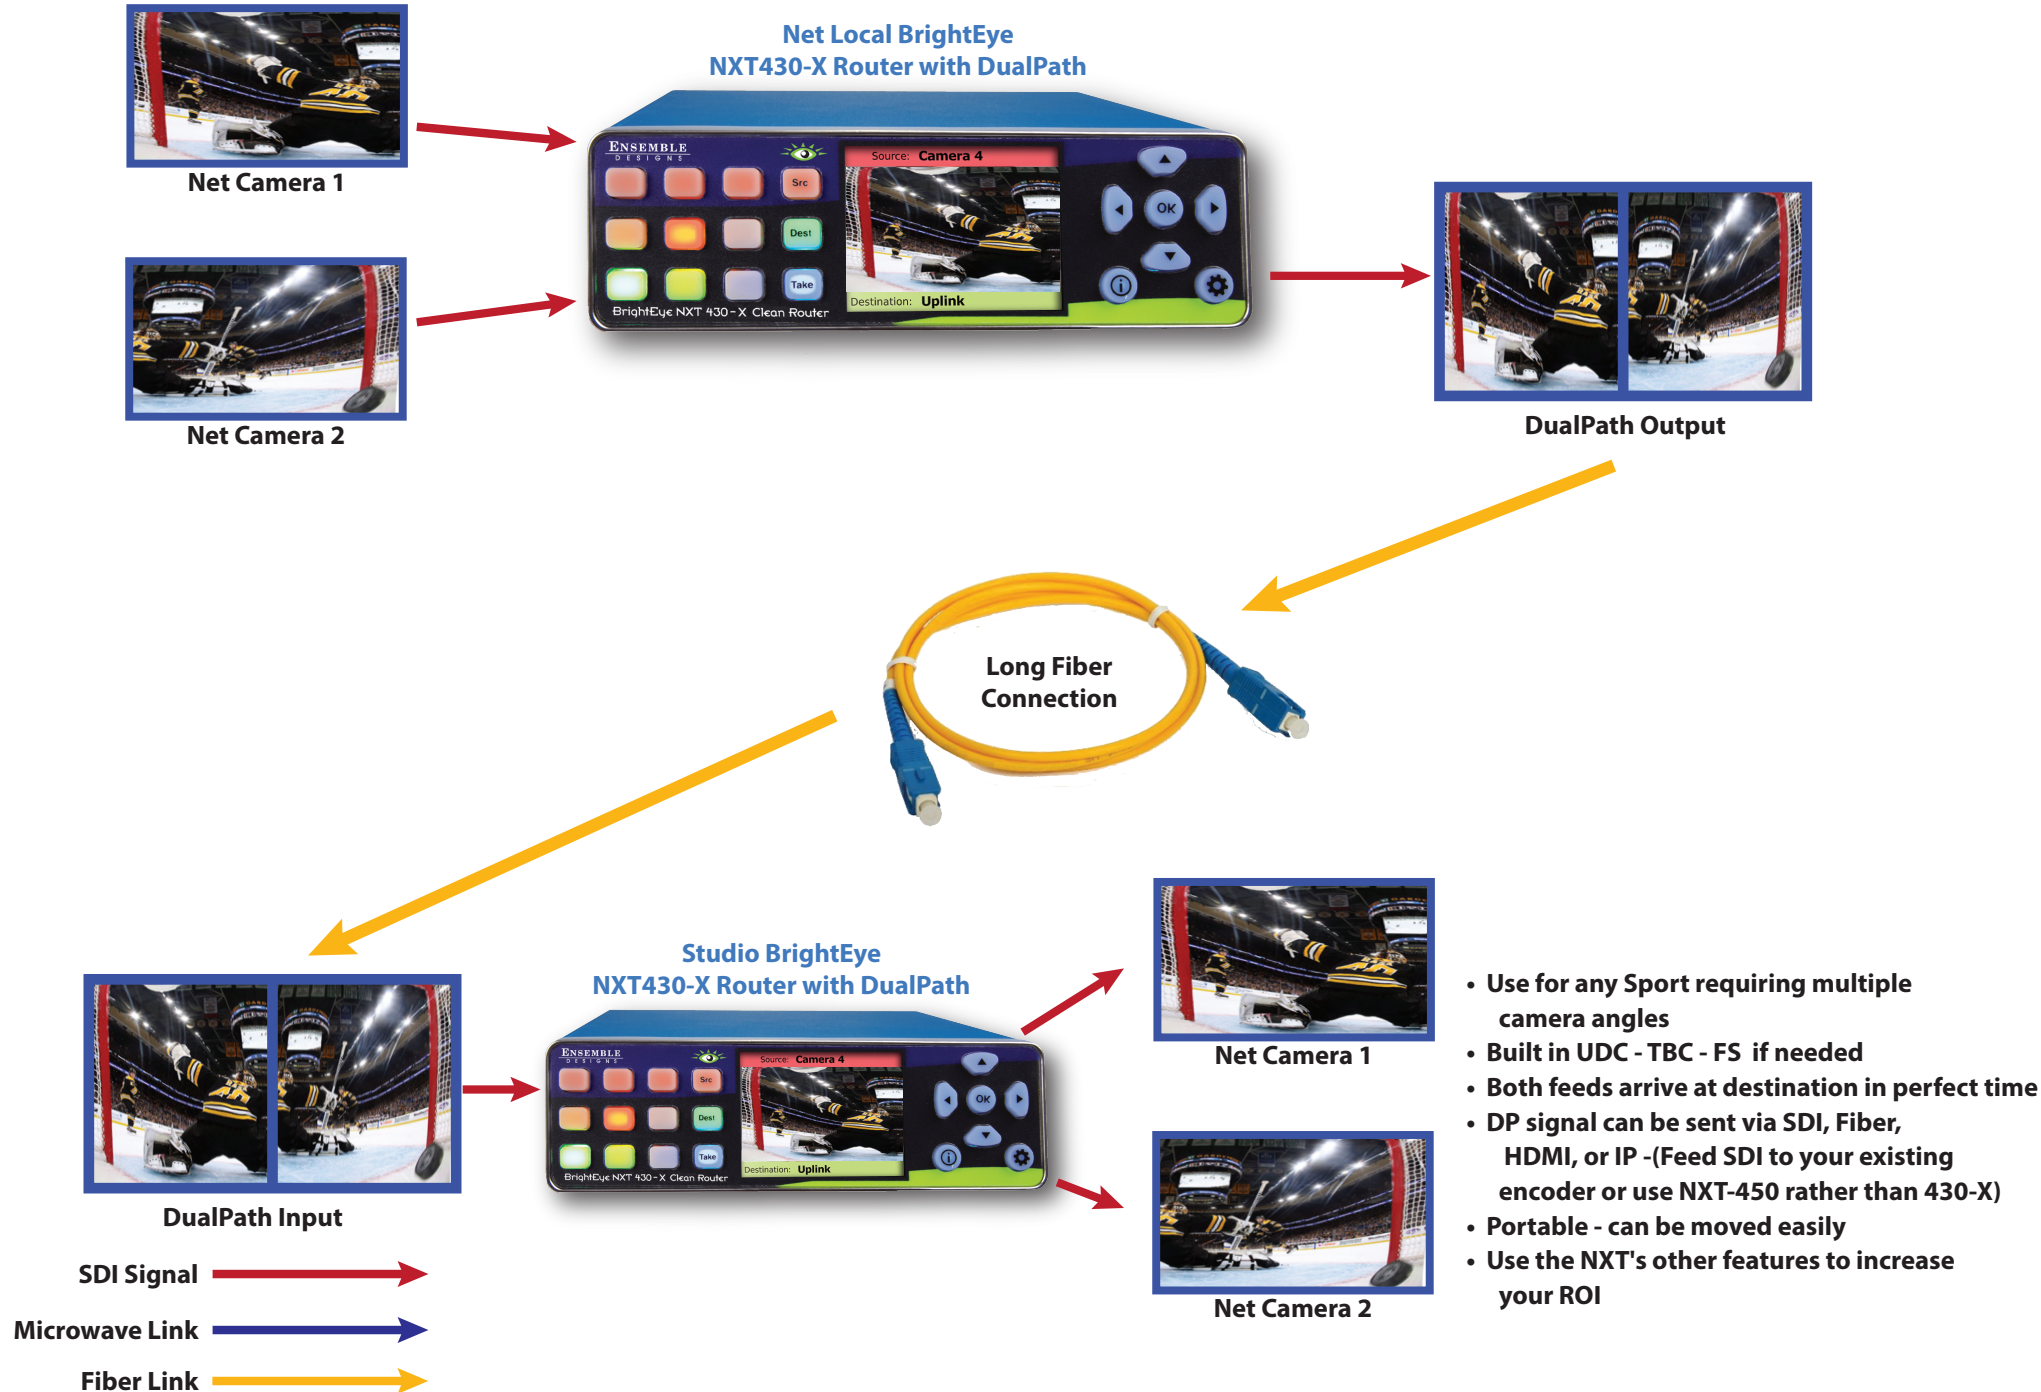 Net Local BrightEye
NXT430-X Router with DualPath
Net Camera 1
Net Camera 2
ENSEMBLE
DESIGNS
Src
Dest
Take
BrightEye NXT 430-X Clean Router
Source: Camera 4
Destination: Uplink
OK
DualPath Output
Long Fiber
Connection
Studio BrightEye
NXT430-X Router with DualPath
DualPath Input
ENSEMBLE
DESIGNS
Src
Dest
Take
BrightEye NXT 430-X Clean Router
Source: Camera 4
Destination: Uplink
OK
Net Camera 1
Net Camera 2
• Use for any Sport requiring multiple
camera angles
• Built in UDC - TBC - FS if needed
• Both feeds arrive at destination in perfect time
• DP signal can be sent via SDI, Fiber,
HDMI, or IP -(Feed SDI to your existing
encoder or use NXT-450 rather than 430-X)
• Portable - can be moved easily
• Use the NXT's other features to increase
your ROI
SDI Signal
Microwave Link
Fiber Link